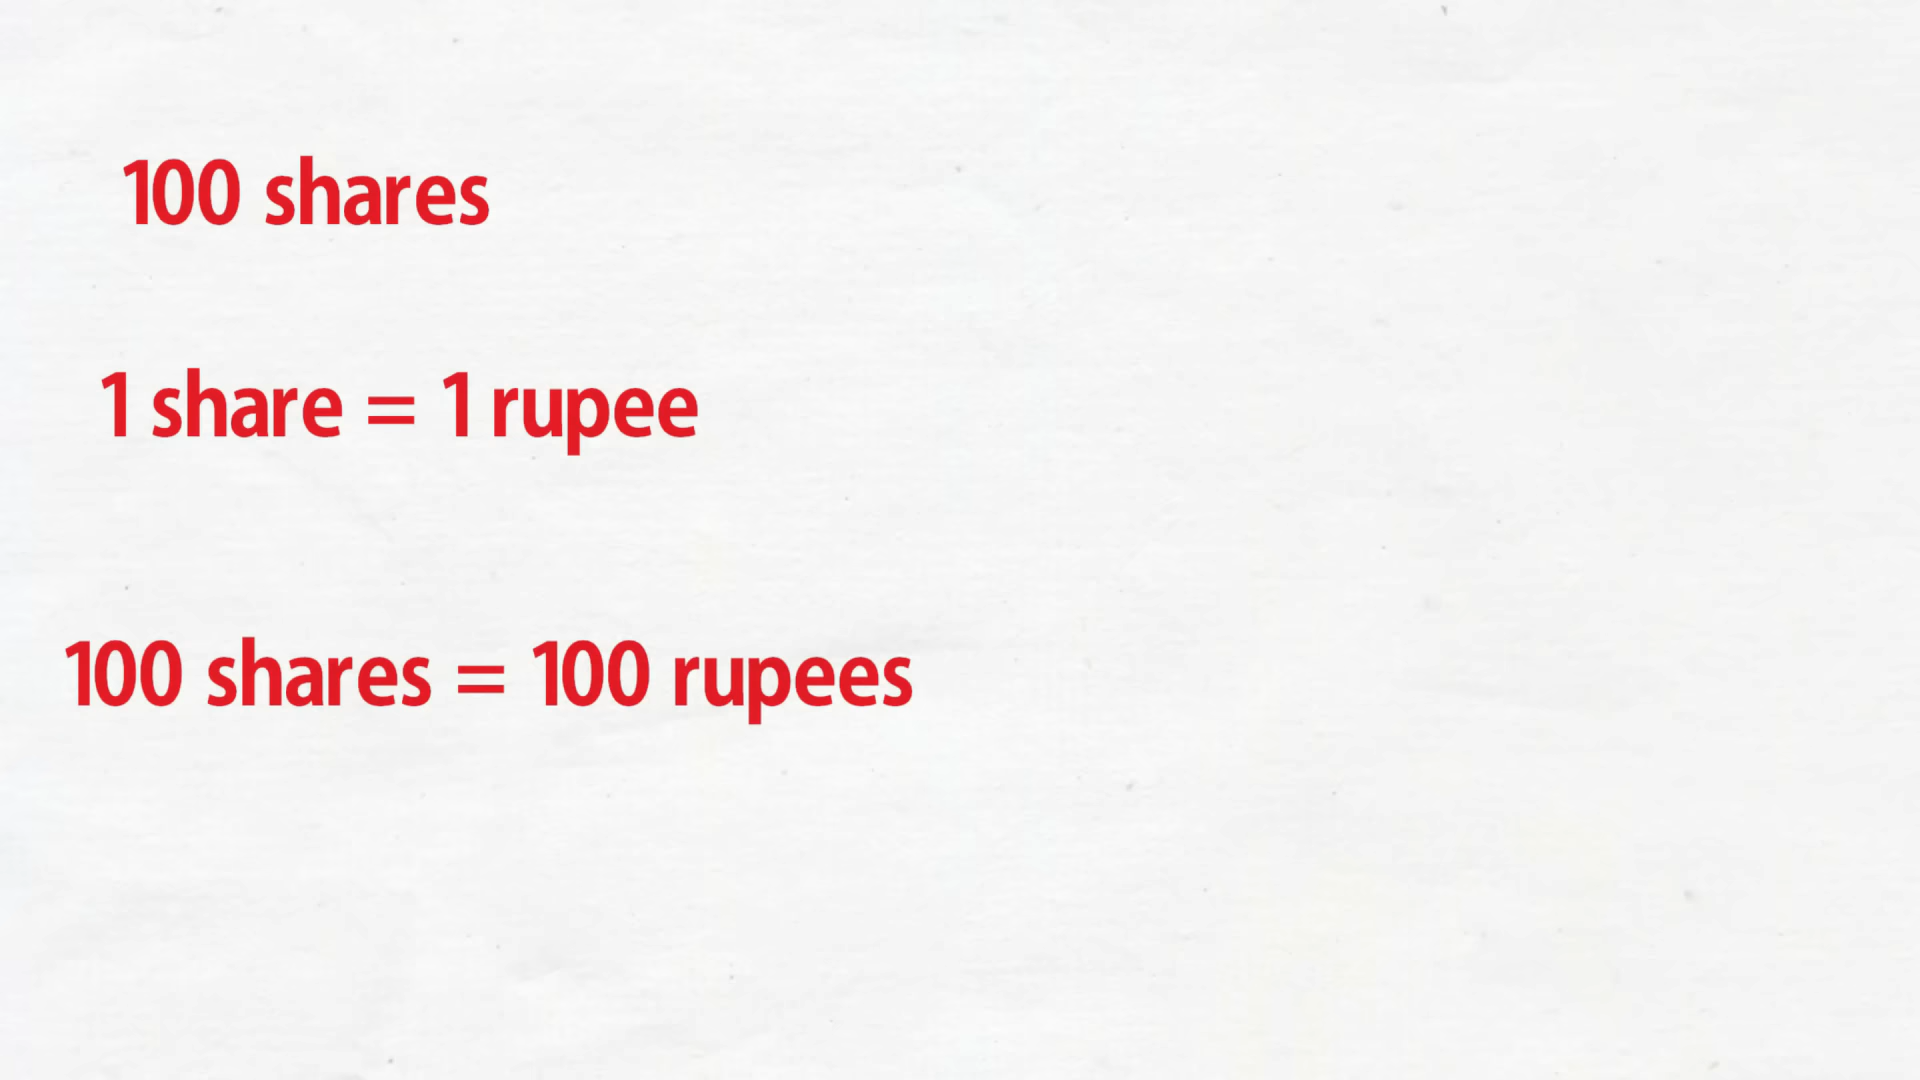 100 shares
1 share = 1 rupee
100 shares = 100 rupees